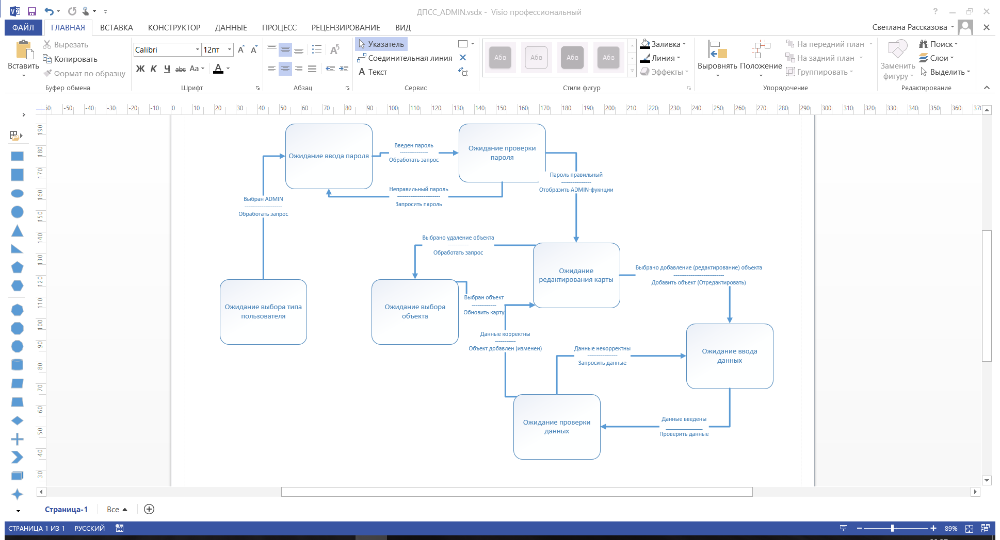 ДПСС_ADMIN.vsdx - Visio профессиональный
?
ФАЙЛ ГЛАВНАЯ ВСТАВКА КОНСТРУКТОР ДАННЫЕ ПРОЦЕСС РЕЦЕНЗИРОВАНИЕ ВИД
Светлана Рассказова
Вставить
Вырезать
Копировать
Формат по образцу
Буфер обмена
Calibri 12пт
A A
Ж К Ч abc Aa A
Шрифт
A
Абзац
Указатель
Соединительная линия
A Текст
Сервис
Абв Абв Абв Абв
Заливка
Линия
Эффекты
Стили фигур
Выровнять
Положение
На передний план
На задний план
Группировать
Упорядочение
Заменить
фигуру
Поиск
Слои
Выделить
Редактирование
-50 -40 -30 -20 -10 0 10 20 30 40 50 60 70 80 90 100 110 120 130 140 150 160 170 180 190 200 210 220 230 240 250 260 270 280 290 300 310 320 330 340 350 360
190
180
170
160
150
140
130
120
110
100
90
80
70
60
50
40
30
Ожидание ввода пароля
Введен пароль
---------------
Обработать запрос
Ожидание проверки
пароля
Пароль правильный
----------------
Отобразить ADMIN-фукнции
Неправильный пароль
-----------------------
Запросить пароль
Выбран ADMIN
--------------------
Обработать запрос
Выбрано удаление объекта
-----------
Обработать запрос
Ожидание
редактирования карты
Выбрано добавление (редактирование) объекта
---------------------------
Добавить объект (Отредактировать)
Ожидание выбора типа
пользователя
Ожидание выбора
объекта
Выбран объект
-------------
Обновить карту
Данные корректны
-----------
Объект добавлен (изменен)
Данные некорректны
----------------
Запросить данные
Ожидание ввода
данных
Ожидание проверки
данных
Данные введены
____________
Проверить данные
Страница-1 Все
СТРАНИЦА 1 ИЗ 1 РУССКИЙ
89%